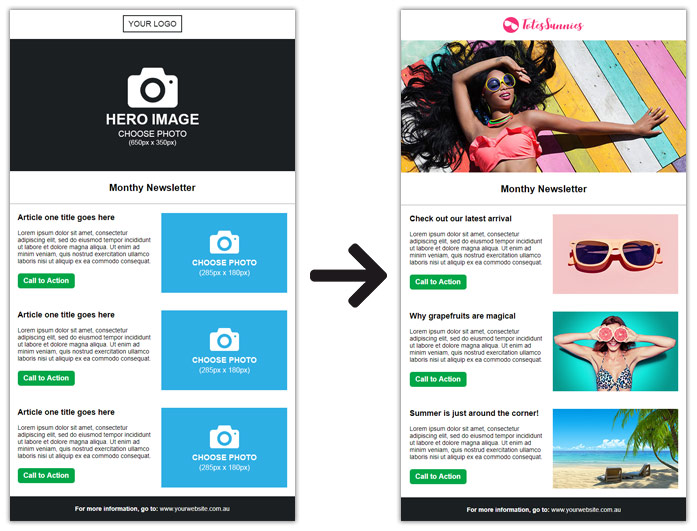 YOUR LOGO
HERO IMAGE
CHOOSE PHOTO
(650px x 350px)
Monthy Newsletter
Article one title goes here
Lorem ipsum dolor sit amet, consectetur
adipiscing elit, sed do eiusmod tempor incididunt
ut labore et dolore magna aliqua. Ut enim ad
minim veniam, quis nostrud exercitation ullamco
laboris nisi ut aliquip ex ea commodo consequat.
Call to Action
CHOOSE PHOTO
(285px x 180px)
Article one title goes here
Lorem ipsum dolor sit amet, consectetur
adipiscing elit, sed do eiusmod tempor incididunt
ut labore et dolore magna aliqua. Ut enim ad
minim veniam, quis nostrud exercitation ullamco
laboris nisi ut aliquip ex ea commodo consequat.
Call to Action
CHOOSE PHOTO
(285px x 180px)
Article one title goes here
Lorem ipsum dolor sit amet, consectetur
adipiscing elit, sed do eiusmod tempor incididunt
ut labore et dolore magna aliqua. Ut enim ad
minim veniam, quis nostrud exercitation ullamco
laboris nisi ut aliquip ex ea commodo consequat.
Call to Action
CHOOSE PHOTO
(285px x 180px)
For more information, go to: www.yourwebsite.com.au
TotesSunnies
Monthy Newsletter
Check out our latest arrival
Lorem ipsum dolor sit amet, consectetur
adipiscing elit, sed do eiusmod tempor incididunt
ut labore et dolore magna aliqua. Ut enim ad
minim veniam, quis nostrud exercitation ullamco
laboris nisi ut aliquip ex ea commodo consequat.
Call to Action
Why grapefruits are magical
Lorem ipsum dolor sit amet, consectetur
adipiscing elit, sed do eiusmod tempor incididunt
ut labore et dolore magna aliqua. Ut enim ad
minim veniam, quis nostrud exercitation ullamco
laboris nisi ut aliquip ex ea commodo consequat.
Call to Action
Summer is just around the corner!
Lorem ipsum dolor sit amet, consectetur
adipiscing elit, sed do eiusmod tempor incididunt
ut labore et dolore magna aliqua. Ut enim ad
minim veniam, quis nostrud exercitation ullamco
laboris nisi ut aliquip ex ea commodo consequat.
Call to Action
For more information, go to: www.yourwebsite.com.au